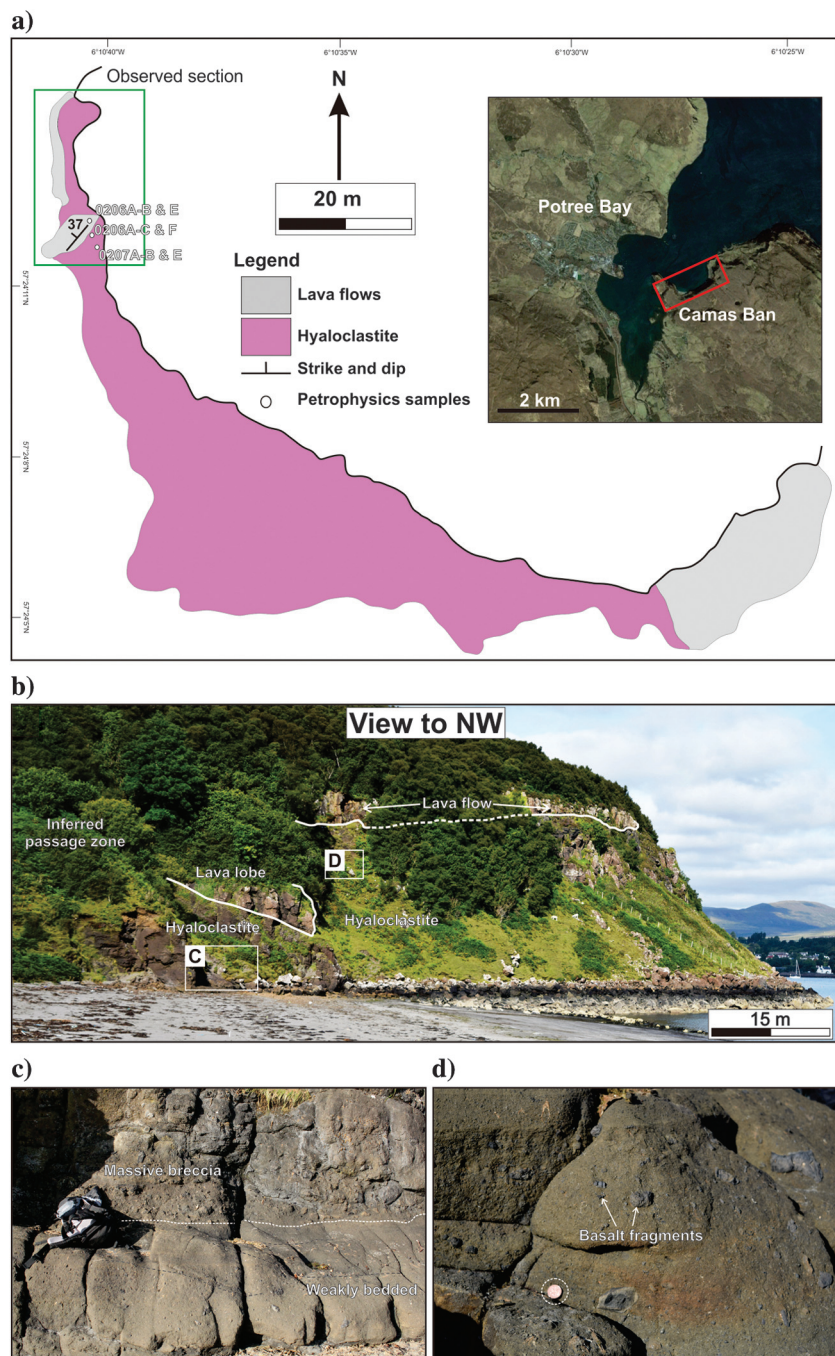 a)
6°10'40"W
6°10'35"W
6°10'30"W
6°10'25"W
Observed section
N
20 m
Potree Bay
Camas Ban
2 km
0206A-B & E
37
0206A-C & F
0207A-B & E
57°24'11"N
57°24'8"N
57°24'5"N
Legend
Lava flows
Hyaloclastite
Strike and dip
Petrophysics samples
b)
View to NW
Lava flow
Inferred
passage zone
D
Lava lobe
Hyaloclastite
Hyaloclastite
C
15 m
c)
Massive breccia
Weakly bedded
d)
Basalt fragments